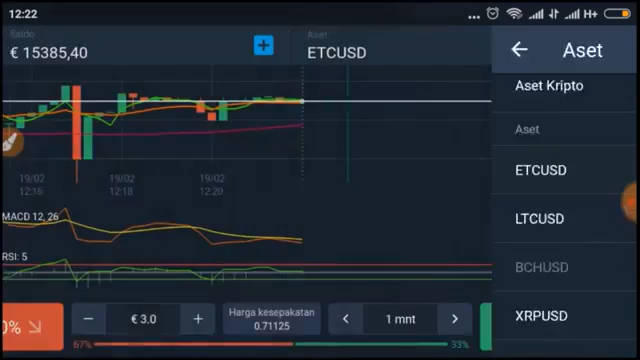 12:22
... H+
Saldo
€ 15385,40
Aset
ETCUSD
19/02
12:16
19/02
12:18
19/02
12:20
MACD 12, 26
RSI: 5
0%
− € 3.0 +
Harga kesepakatan
0.71125
1 mnt
67%
33%
Aset
Aset Kripto
Aset
ETCUSD
LTCUSD
BCHUSD
XRPUSD